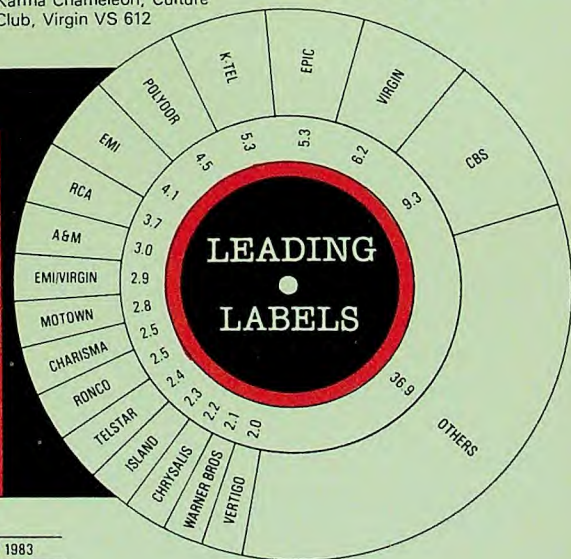 Karma Chameleon, Culture
Club, Virgin VS 612
LEADING
LABELS
CBS
9.3
VIRGIN
6.2
EPIC
5.3
K-TEL
5.3
POLYDOR
4.5
EMI
4.1
RCA
3.7
A&M
3.0
EMI/VIRGIN
2.9
MOTOWN
2.8
CHARISMA
2.5
RONCO
2.5
TELSTAR
2.4
ISLAND
2.3
CHRYSALIS
2.2
WARNER BROS
2.1
VERTIGO
2.0
OTHERS
36.9
1983